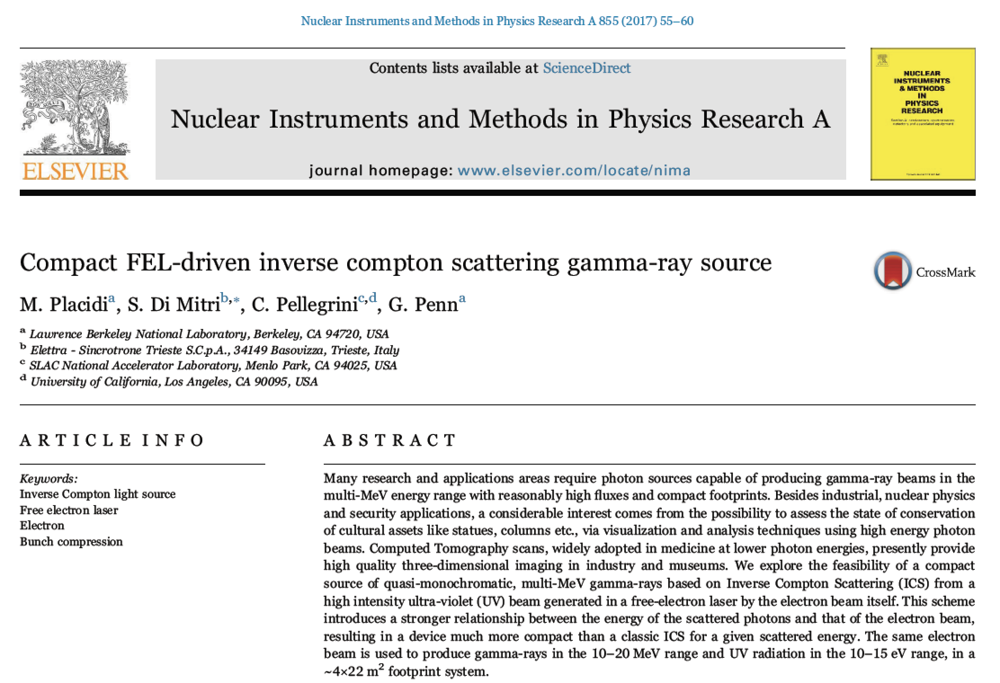 Nuclear Instruments and Methods in Physics Research A 855 (2017) 55–60
Contents lists available at ScienceDirect
Nuclear Instruments and Methods in Physics Research A
journal homepage: www.elsevier.com/locate/nima
ELSEVIER
NUCLEAR
INSTRUMENTS
& METHODS
IN
PHYSICS
RESEARCH
Compact FEL-driven inverse compton scattering gamma-ray source
CrossMark
M. Placidiᵃ, S. Di Mitriᵇ,*, C. Pellegriniᶜ,ᵈ, G. Pennᵃ
ᵃ Lawrence Berkeley National Laboratory, Berkeley, CA 94720, USA
ᵇ Elettra - Sincrotrone Trieste S.C.p.A., 34149 Basovizza, Trieste, Italy
ᶜ SLAC National Accelerator Laboratory, Menlo Park, CA 94025, USA
ᵈ University of California, Los Angeles, CA 90095, USA
ARTICLE INFO
Keywords:
Inverse Compton light source
Free electron laser
Electron
Bunch compression
ABSTRACT
Many research and applications areas require photon sources capable of producing gamma-ray beams in the
multi-MeV energy range with reasonably high fluxes and compact footprints. Besides industrial, nuclear physics
and security applications, a considerable interest comes from the possibility to assess the state of conservation
of cultural assets like statues, columns etc., via visualization and analysis techniques using high energy photon
beams. Computed Tomography scans, widely adopted in medicine at lower photon energies, presently provide
high quality three-dimensional imaging in industry and museums. We explore the feasibility of a compact
source of quasi-monochromatic, multi-MeV gamma-rays based on Inverse Compton Scattering (ICS) from a
high intensity ultra-violet (UV) beam generated in a free-electron laser by the electron beam itself. This scheme
introduces a stronger relationship between the energy of the scattered photons and that of the electron beam,
resulting in a device much more compact than a classic ICS for a given scattered energy. The same electron
beam is used to produce gamma-rays in the 10–20 MeV range and UV radiation in the 10–15 eV range, in a
~4×22 m² footprint system.